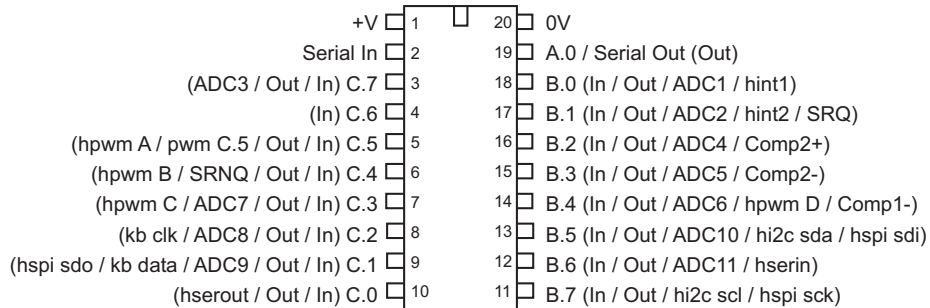 +V 1 20 0V
Serial In 2 19 A.0 / Serial Out (Out)
(ADC3 / Out / In) C.7 3 18 B.0 (In / Out / ADC1 / hint1)
(In) C.6 4 17 B.1 (In / Out / ADC2 / hint2 / SRQ)
(hpwm A / pwm C.5 / Out / In) C.5 5 16 B.2 (In / Out / ADC4 / Comp2+)
(hpwm B / SRNQ / Out / In) C.4 6 15 B.3 (In / Out / ADC5 / Comp2-)
(hpwm C / ADC7 / Out / In) C.3 7 14 B.4 (In / Out / ADC6 / hpwm D / Comp1-)
(kb clk / ADC8 / Out / In) C.2 8 13 B.5 (In / Out / ADC10 / hi2c sda / hspi sdi)
(hspi sdo / kb data / ADC9 / Out / In) C.1 9 12 B.6 (In / Out / ADC11 / hserin)
(hserout / Out / In) C.0 10 11 B.7 (In / Out / hi2c scl / hspi sck)